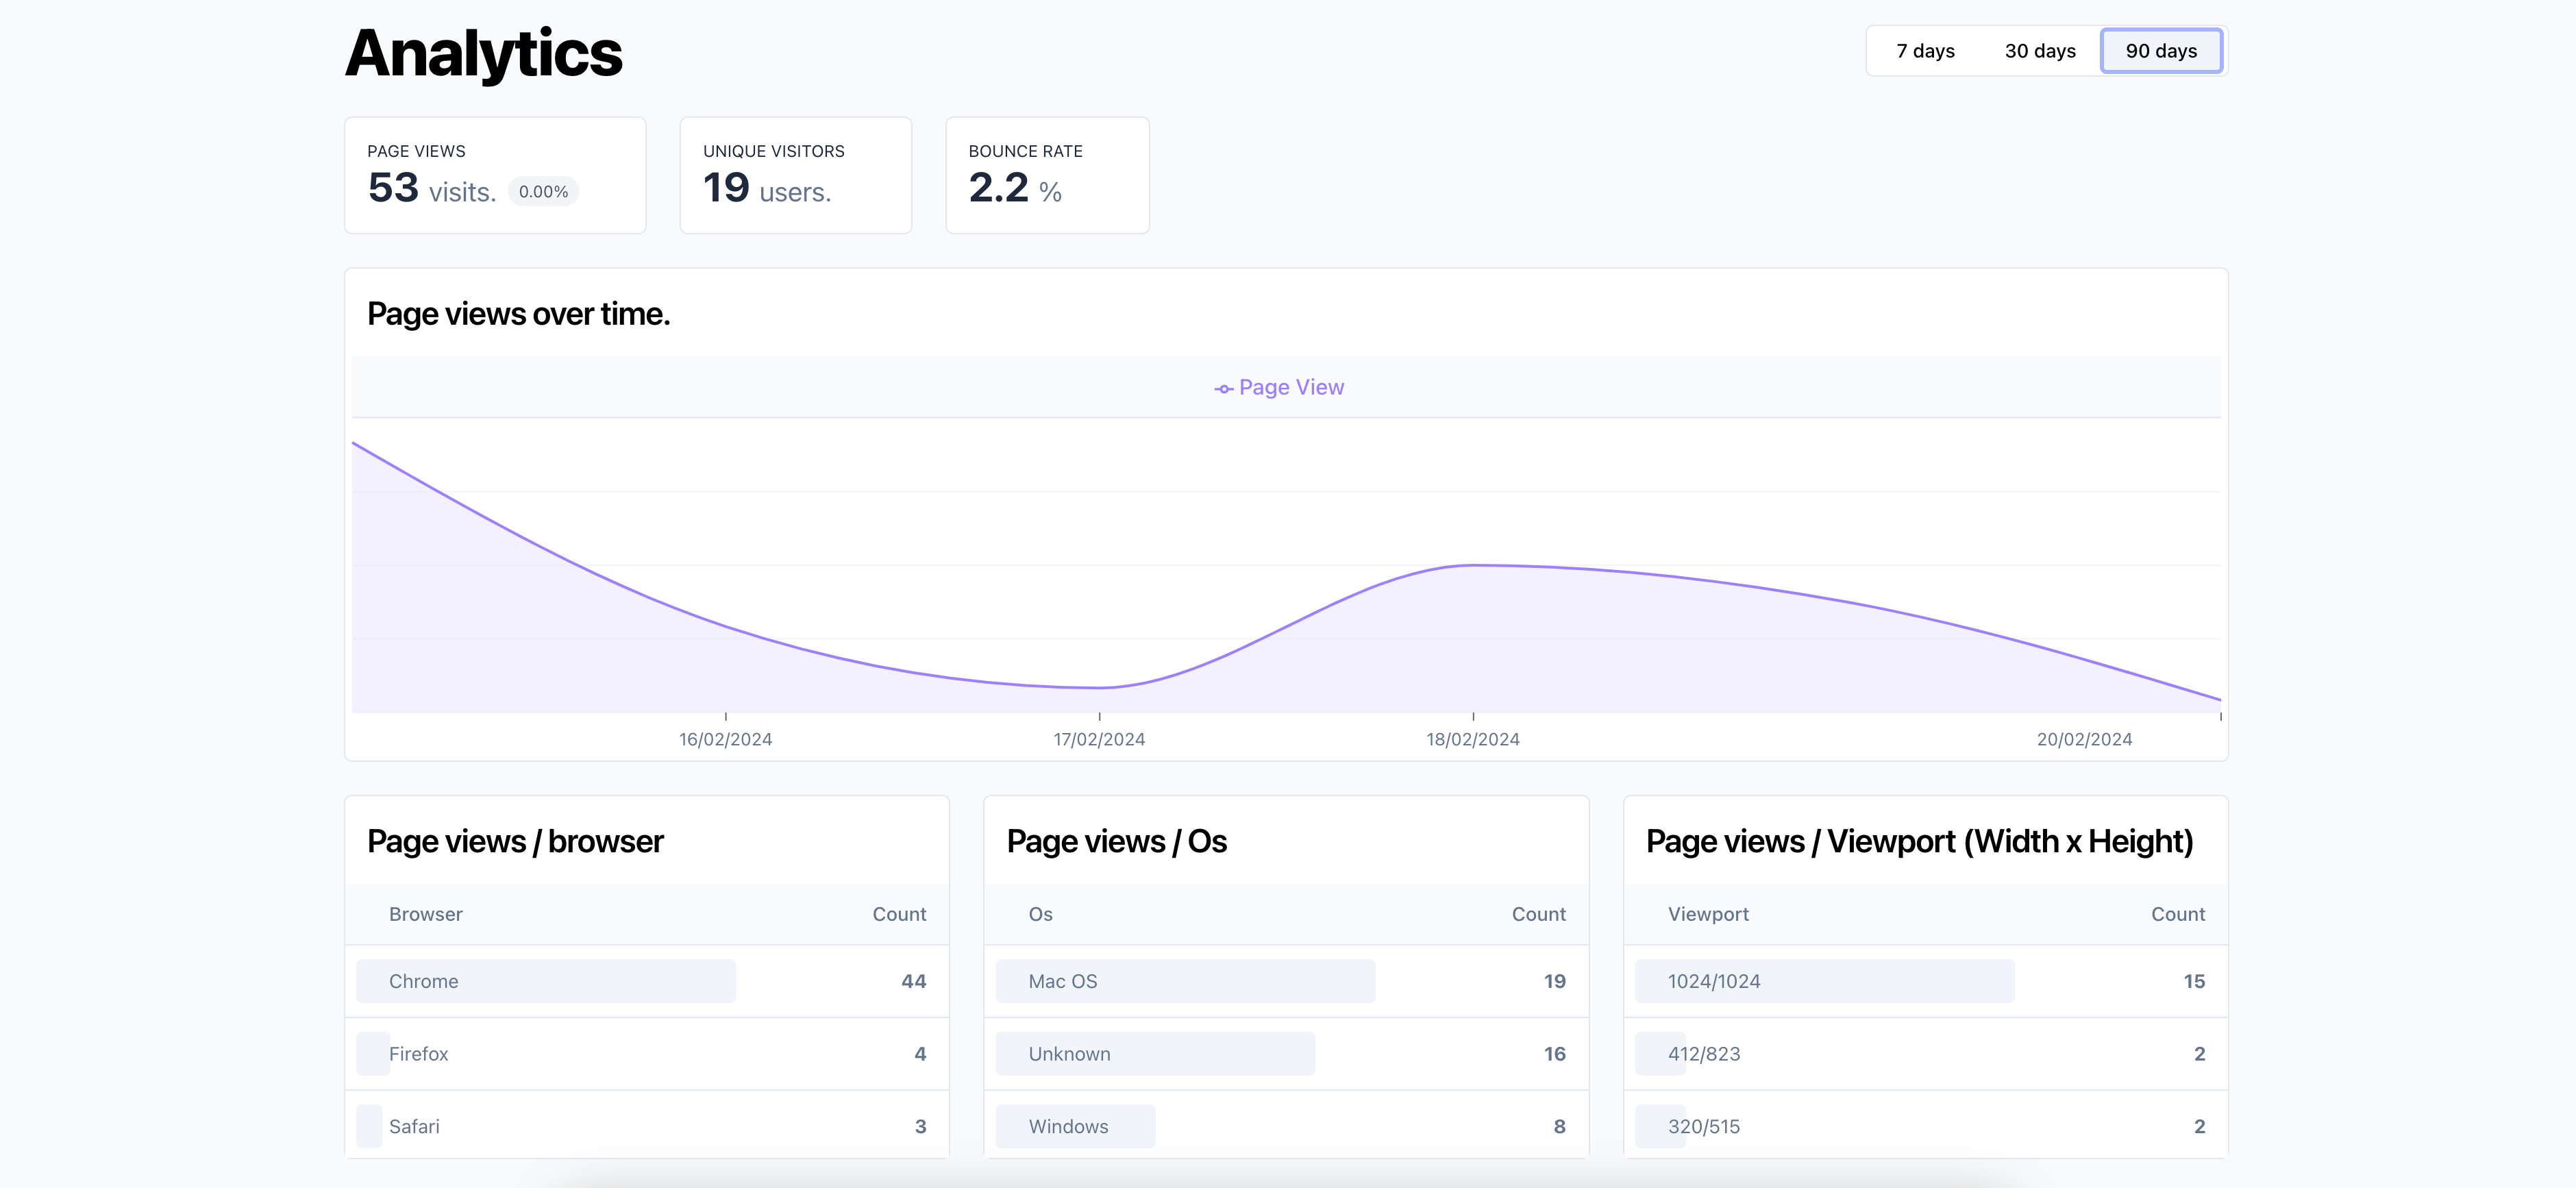 Analytics
7 days 30 days 90 days
PAGE VIEWS
53 visits. 0.00%
UNIQUE VISITORS
19 users.
BOUNCE RATE
2.2 %
Page views over time.
Page View
16/02/2024 17/02/2024 18/02/2024 20/02/2024
Page views / browser
Browser Count
Chrome 44
Firefox 4
Safari 3
Page views / Os
Os Count
Mac OS 19
Unknown 16
Windows 8
Page views / Viewport (Width x Height)
Viewport Count
1024/1024 15
412/823 2
320/515 2